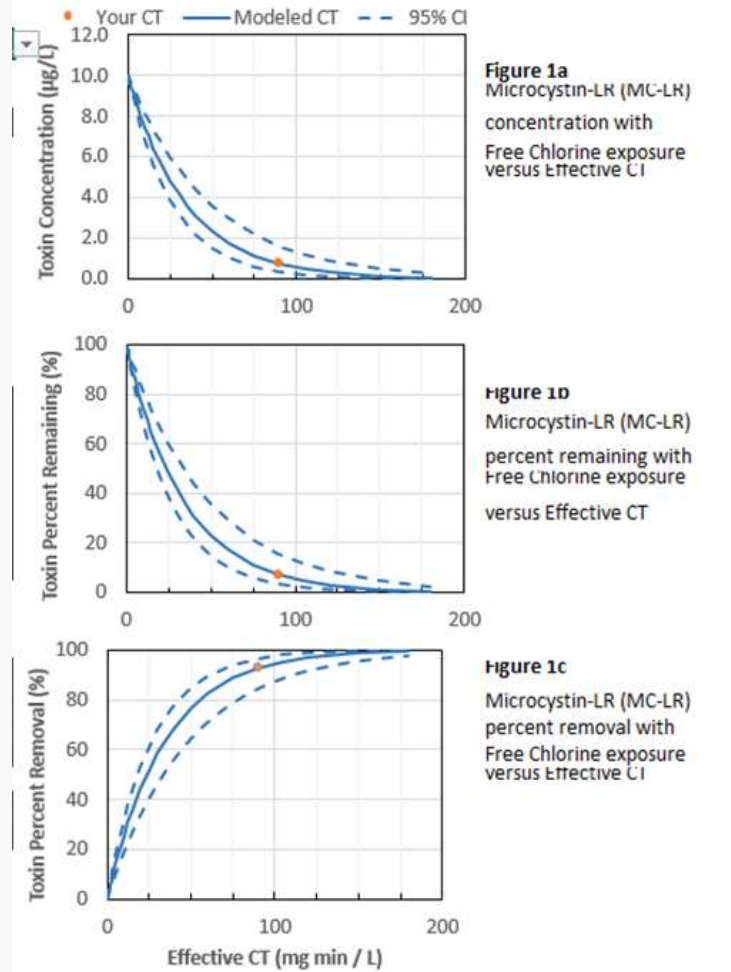 Your CT Modeled CT 95% CI
12.0
10.0
8.0
6.0
4.0
2.0
0.0
0 100 200
Toxin Concentration (µg/L)
Figure 1a
Microcystin-LR (MC-LR)
concentration with
Free Chlorine exposure
versus Effective CT
100
80
60
40
20
0
0 100 200
Toxin Percent Remaining (%)
Figure 1b
Microcystin-LR (MC-LR)
percent remaining with
Free Chlorine exposure
versus Effective CT
100
80
60
40
20
0
0 100 200
Toxin Percent Removal (%)
Effective CT (mg min / L)
Figure 1c
Microcystin-LR (MC-LR)
percent removal with
Free Chlorine exposure
versus Effective CT